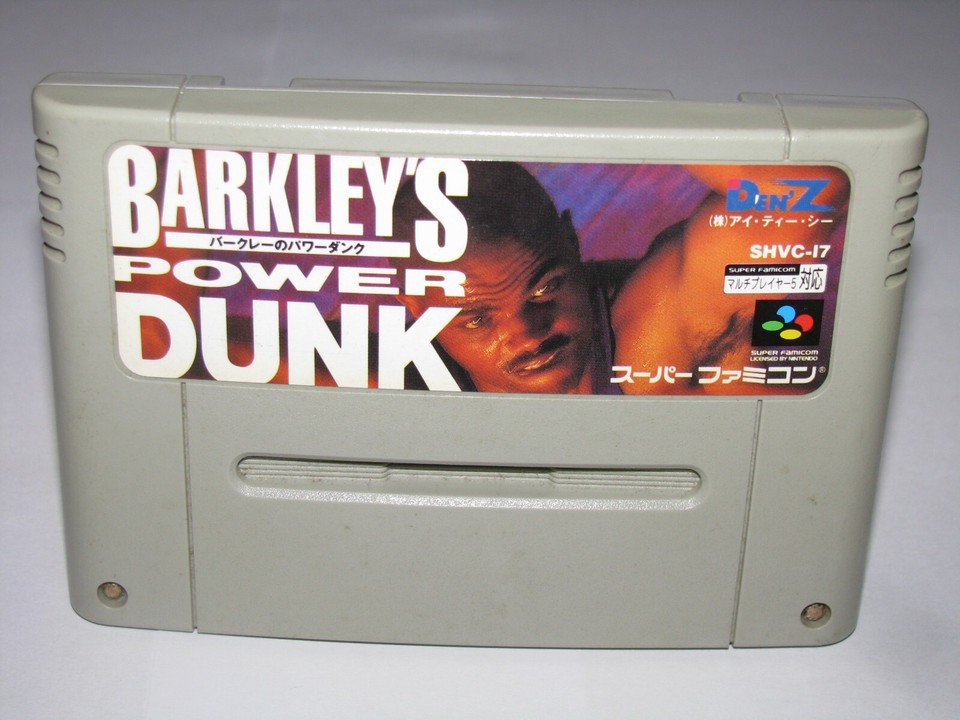 BARKLEY'S
バークレーのパワーダンク
POWER
DUNK
DEN'Z
(株)アイ・ティー・シー
SHVC-I7
SUPER FAMICOM
マルチプレイヤー5 対応
SUPER FAMICOM
LICENSED BY NINTENDO
スーパーファミコン®